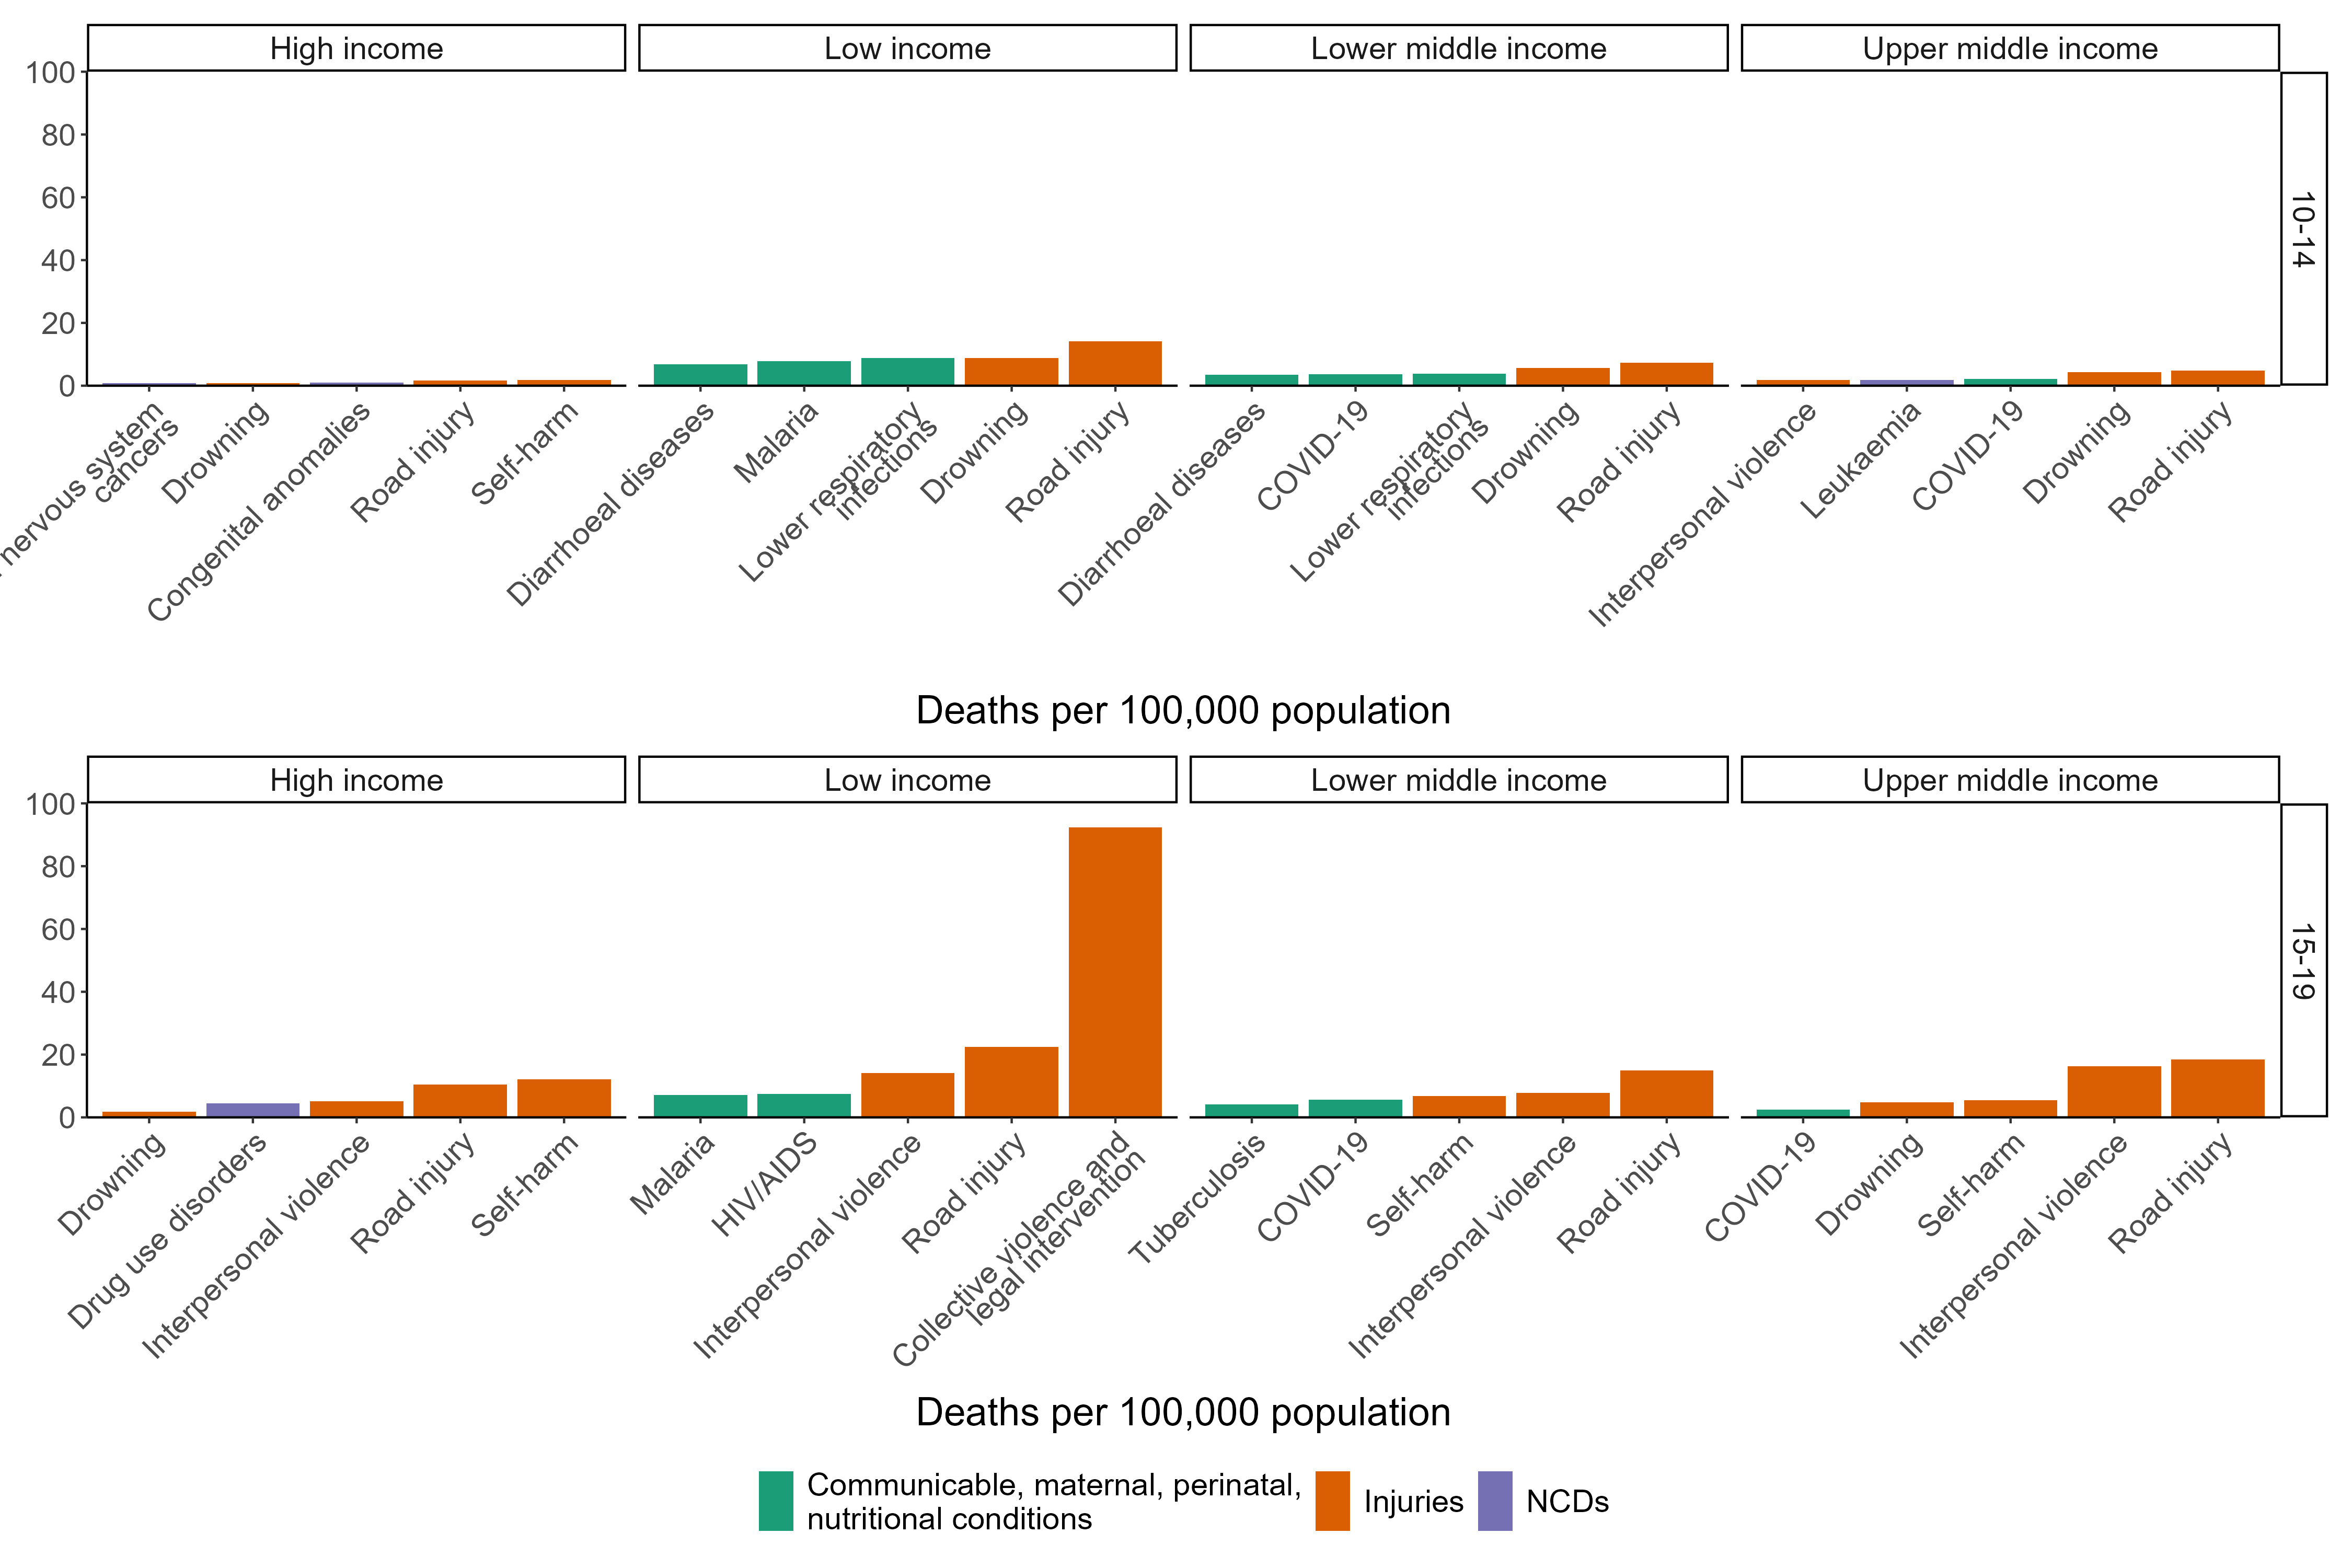 High income
Low income
Lower middle income
Upper middle income
100
80
60
40
20
0
10-14
nervous system
cancers
Drowning
Congenital anomalies
Road injury
Self-harm
Diarrhoeal diseases
Malaria
Lower respiratory
infections
Drowning
Road injury
Diarrhoeal diseases
COVID-19
Lower respiratory
infections
Drowning
Road injury
Interpersonal violence
Leukaemia
COVID-19
Drowning
Road injury
Deaths per 100,000 population
High income
Low income
Lower middle income
Upper middle income
100
80
60
40
20
0
15-19
Drowning
Drug use disorders
Interpersonal violence
Road injury
Self-harm
Malaria
HIV//AIDS
Interpersonal violence
Road injury
Collective violence and
legal intervention
Tuberculosis
COVID-19
Self-harm
Interpersonal violence
Road injury
COVID-19
Drowning
Self-harm
Interpersonal violence
Road injury
Deaths per 100,000 population
Communicable, maternal, perinatal,
nutritional conditions
Injuries
NCDs